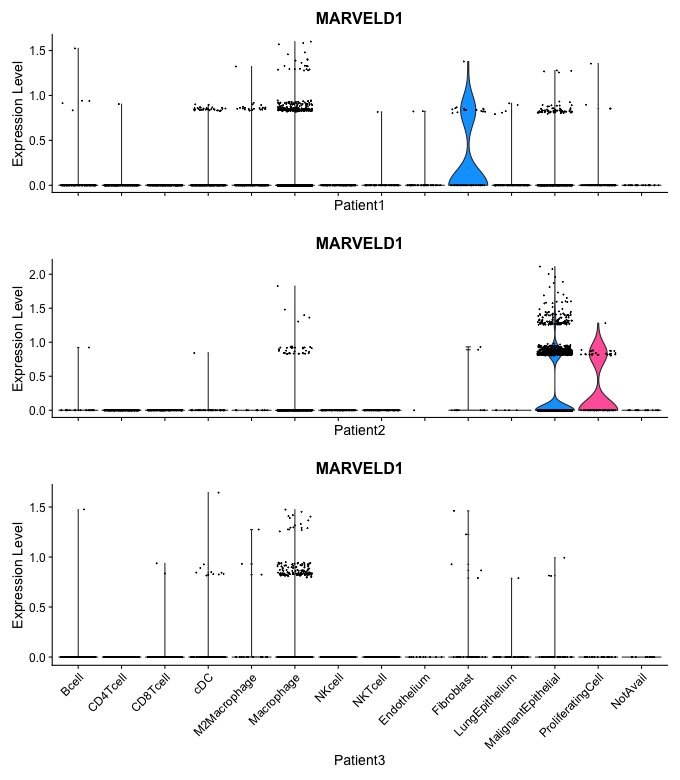 MARVELD1
Expression Level
1.5
1.0
0.5
0.0
Patient1
MARVELD1
Expression Level
2.0
1.5
1.0
0.5
0.0
Patient2
MARVELD1
Expression Level
1.5
1.0
0.5
0.0
Bcell
CD4Tcell
CD8Tcell
cDC
M2Macrophage
Macrophage
NKcell
NKTcell
Endothelium
Fibroblast
LungEpithelium
MalignantEpithelial
ProliferatingCell
NotAvail
Patient3